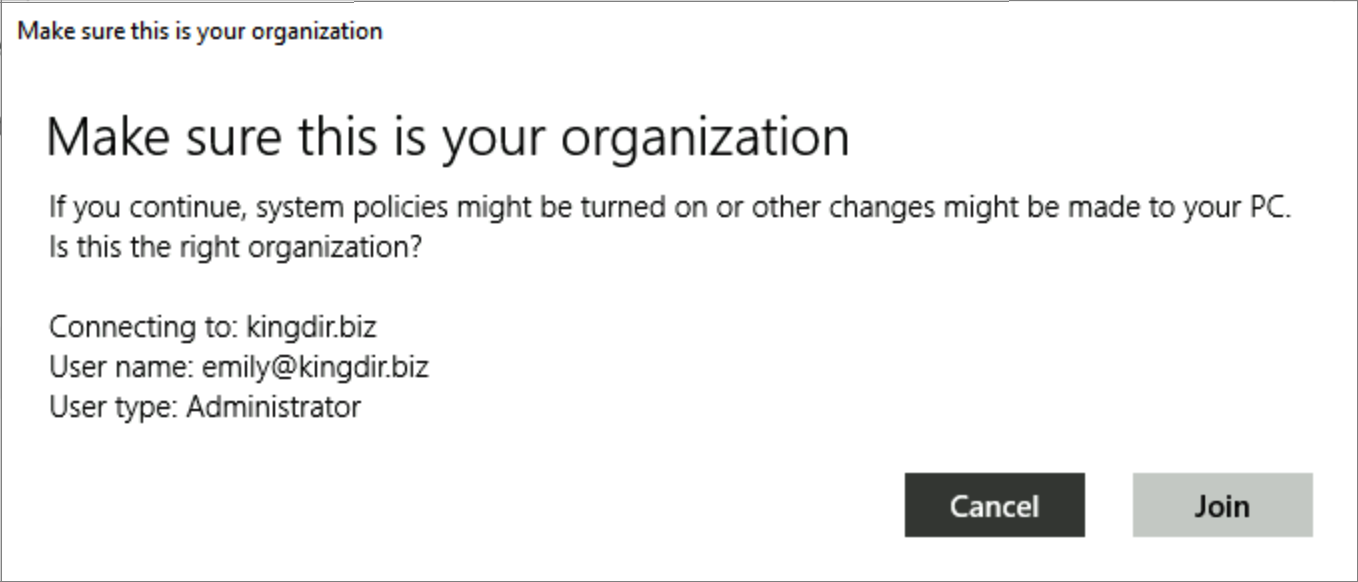 Make sure this is your organization
Make sure this is your organization
If you continue, system policies might be turned on or other changes might be made to your PC.
Is this the right organization?
Connecting to: kingdir.biz
User name: emily@kingdir.biz
User type: Administrator
Cancel
Join